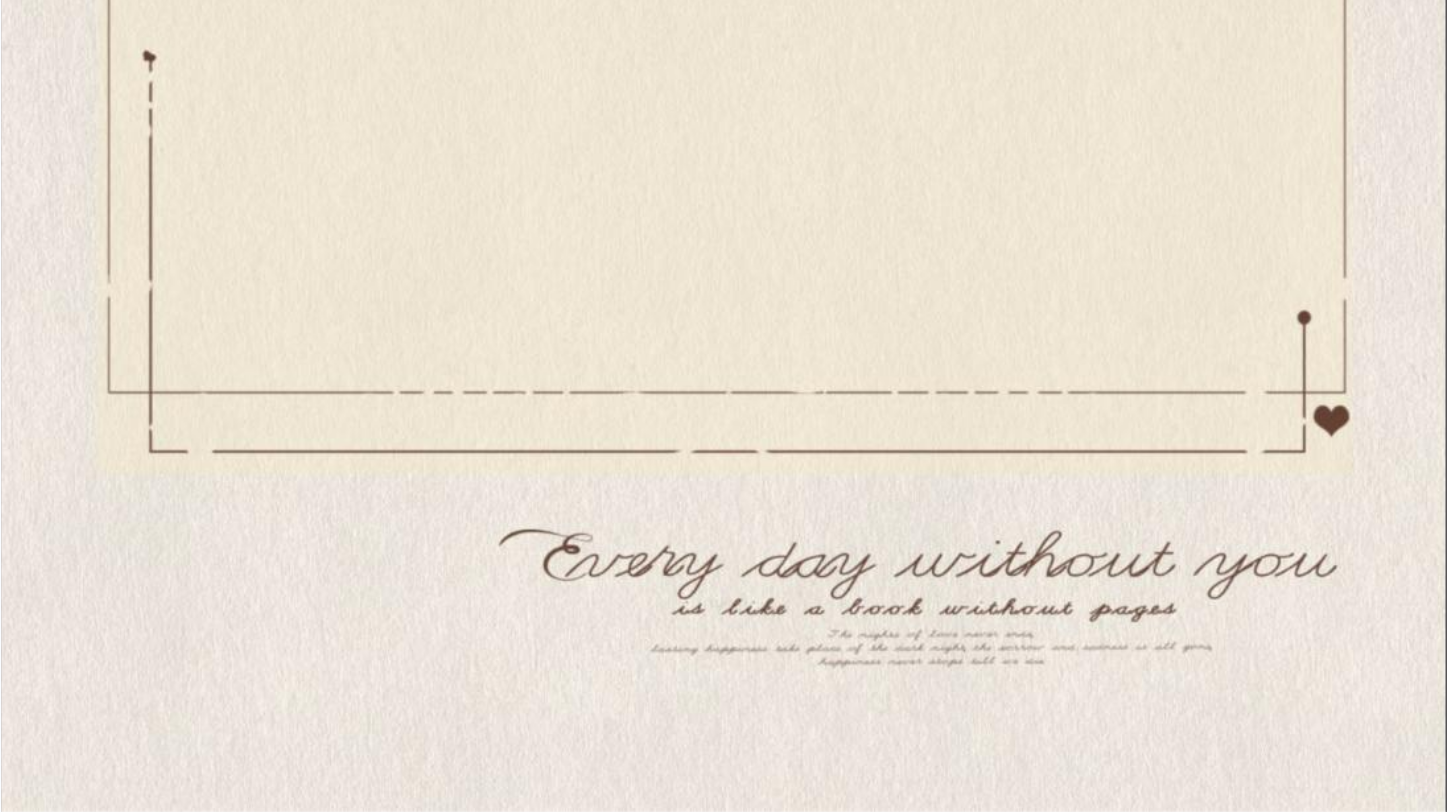 Every day without you
is like a book without pages
The nights of love never ends
lasting happiness take place of the dark night, the sorrow and sadness is all gone,
happiness never stops till we die